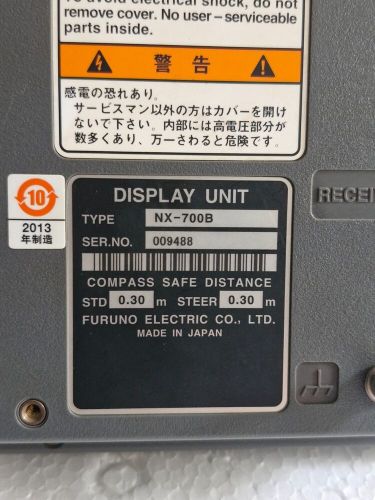 To avoid electrical shock, do not
remove cover. No user-serviceable
parts inside.
警告
感電の恐れあり。
サービスマン以外の方はカバーを開け
ないで下さい。内部には高電圧部分が
数多くあり、万一さわると危険です。
10
2013
年制造
DISPLAY UNIT
TYPE NX-700B
SER.NO. 009488
COMPASS SAFE DISTANCE
STD 0.30 m STEER 0.30 m
FURUNO ELECTRIC CO., LTD.
MADE IN JAPAN